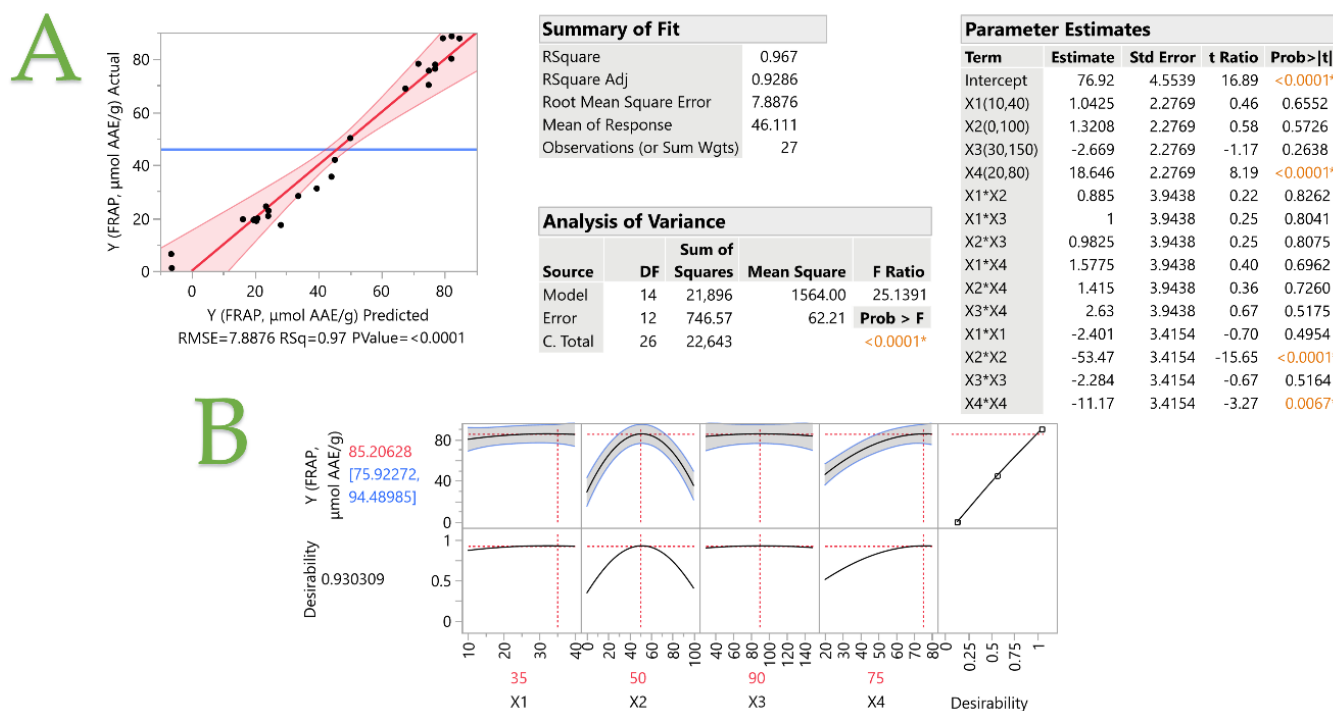 A
Y (FRAP, µmol AAE/g) Actual
80
60
40
20
0
0 20 40 60 80
Y (FRAP, µmol AAE/g) Predicted
RMSE=7.8876 RSq=0.97 PValue=<0.0001
Summary of Fit
RSquare 0.967
RSquare Adj 0.9286
Root Mean Square Error 7.8876
Mean of Response 46.111
Observations (or Sum Wgts) 27
Analysis of Variance
Sum of
Source DF Squares Mean Square F Ratio
Model 14 21,896 1564.00 25.1391
Error 12 746.57 62.21 Prob > F
C. Total 26 22,643 <0.0001*
Parameter Estimates
Term Estimate Std Error t Ratio Prob>|t|
Intercept 76.92 4.5539 16.89 <0.0001*
X1(10,40) 1.0425 2.2769 0.46 0.6552
X2(0,100) 1.3208 2.2769 0.58 0.5726
X3(30,150) -2.669 2.2769 -1.17 0.2638
X4(20,80) 18.646 2.2769 8.19 <0.0001*
X1*X2 0.885 3.9438 0.22 0.8262
X1*X3 1 3.9438 0.25 0.8041
X2*X3 0.9825 3.9438 0.25 0.8075
X1*X4 1.5775 3.9438 0.40 0.6962
X2*X4 1.415 3.9438 0.36 0.7260
X3*X4 2.63 3.9438 0.67 0.5175
X1*X1 -2.401 3.4154 -0.70 0.4954
X2*X2 -53.47 3.4154 -15.65 <0.0001*
X3*X3 -2.284 3.4154 -0.67 0.5164
X4*X4 -11.17 3.4154 -3.27 0.0067*
B
Y (FRAP,
µmol AAE/g)
85.20628
[75.92272,
94.48985]
80
40
0
Desirability
0.930309
1
0.5
0
10 20 30 40 0 20 40 60 80 100 20 40 60 80 100 120 140 20 30 40 50 60 70 80 0 0.25 0.5 0.75 1
35 50 90 75
X1 X2 X3 X4 Desirability